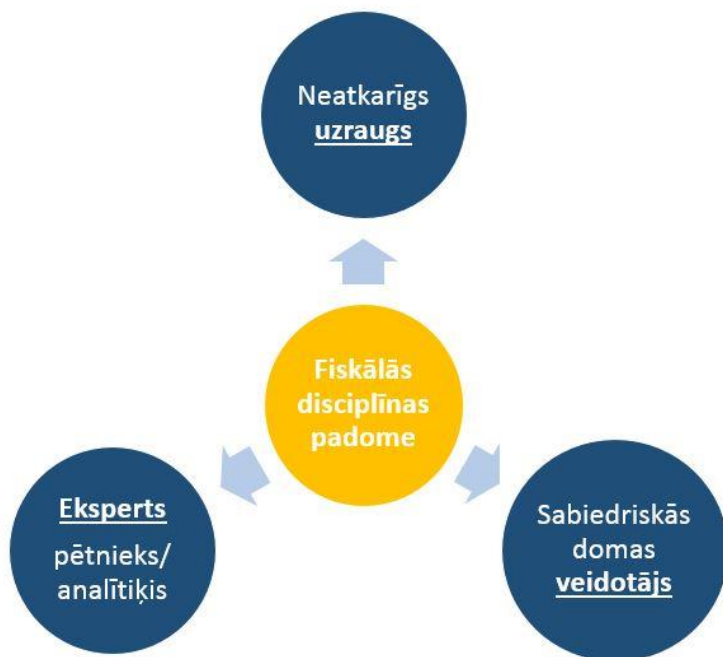 Neatkarīgs
uzraugs
Fiskālās
disciplīnas
padome
Eksperts
pētnieks/
analītiķis
Sabiedriskās
domas
veidotājs